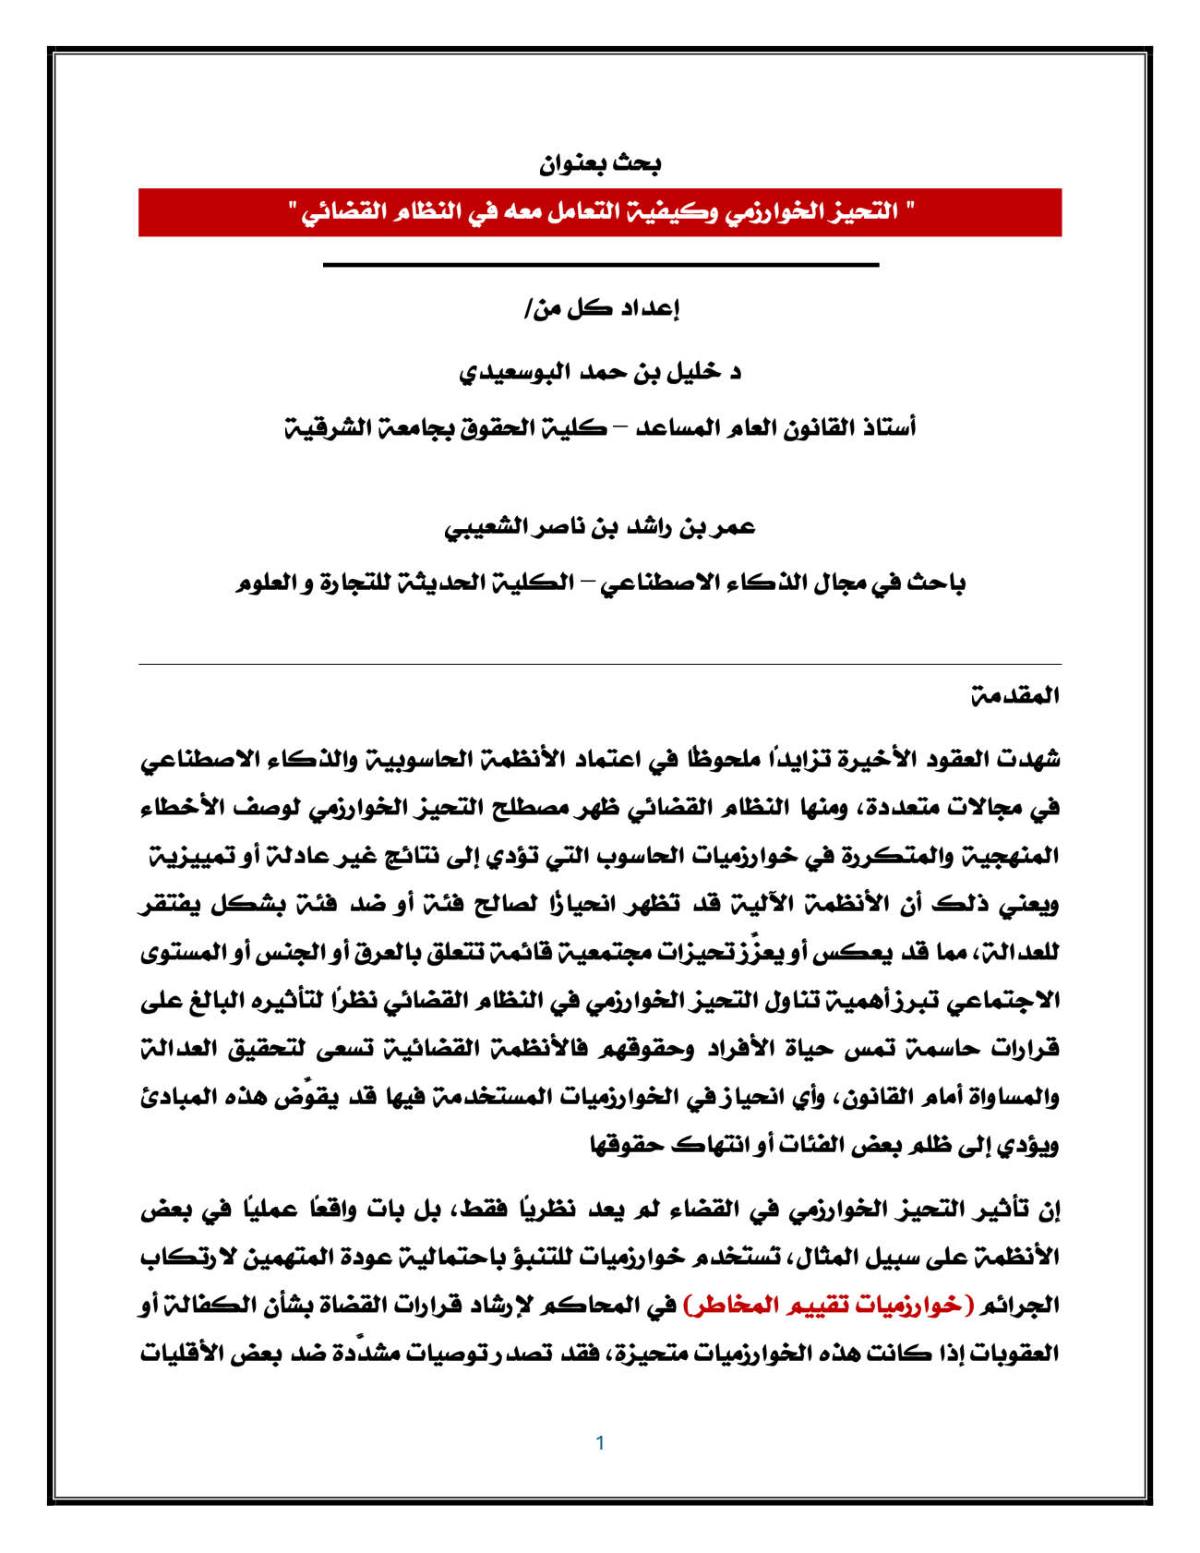 بحث بعنوان
" التحيز الخوارزمي وكيفية التعامل معه في النظام القضائي "
إعداد كل من/
د خليل بن حمد البوسعيدي
أستاذ القانون العام المساعد – كلية الحقوق بجامعة الشرقية
عمر بن راشد بن ناصر الشعيبي
باحث في مجال الذكاء الاصطناعي – الكلية الحديثة للتجارة و العلوم
المقدمة
شهدت العقود الأخيرة تزايدًا ملحوظًا في اعتماد الأنظمة الحاسوبية والذكاء الاصطناعي
في مجالات متعددة، ومنها النظام القضائي ظهر مصطلح التحيز الخوارزمي لوصف الأخطاء
المنهجية والمتكررة في خوارزميات الحاسوب التي تؤدي إلى نتائج غير عادلة أو تمييزية
ويعني ذلك أن الأنظمة الآلية قد تظهر انحيازًا لصالح فئة أو ضد فئة بشكل يفتقر
للعدالة، مما قد يعكس أو يعزّز تحيزات مجتمعية قائمة تتعلق بالعرق أو الجنس أو المستوى
الاجتماعي تبرز أهمية تناول التحيز الخوارزمي في النظام القضائي نظرًا لتأثيره البالغ على
قرارات حاسمة تمس حياة الأفراد وحقوقهم فالأنظمة القضائية تسعى لتحقيق العدالة
والمساواة أمام القانون، وأي انحياز في الخوارزميات المستخدمة فيها قد يقوّض هذه المبادئ
ويؤدي إلى ظلم بعض الفئات أو انتهاك حقوقها
إن تأثير التحيز الخوارزمي في القضاء لم يعد نظريًا فقط، بل بات واقعًا عمليًا في بعض
الأنظمة على سبيل المثال، تُستخدم خوارزميات للتنبؤ باحتمالية عودة المتهمين لارتكاب
الجرائم (خوارزميات تقييم المخاطر) في المحاكم لإرشاد قرارات القضاة بشأن الكفالة أو
العقوبات إذا كانت هذه الخوارزميات متحيزة، فقد تصدر توصيات مشدّدة ضد بعض الأقليات
1